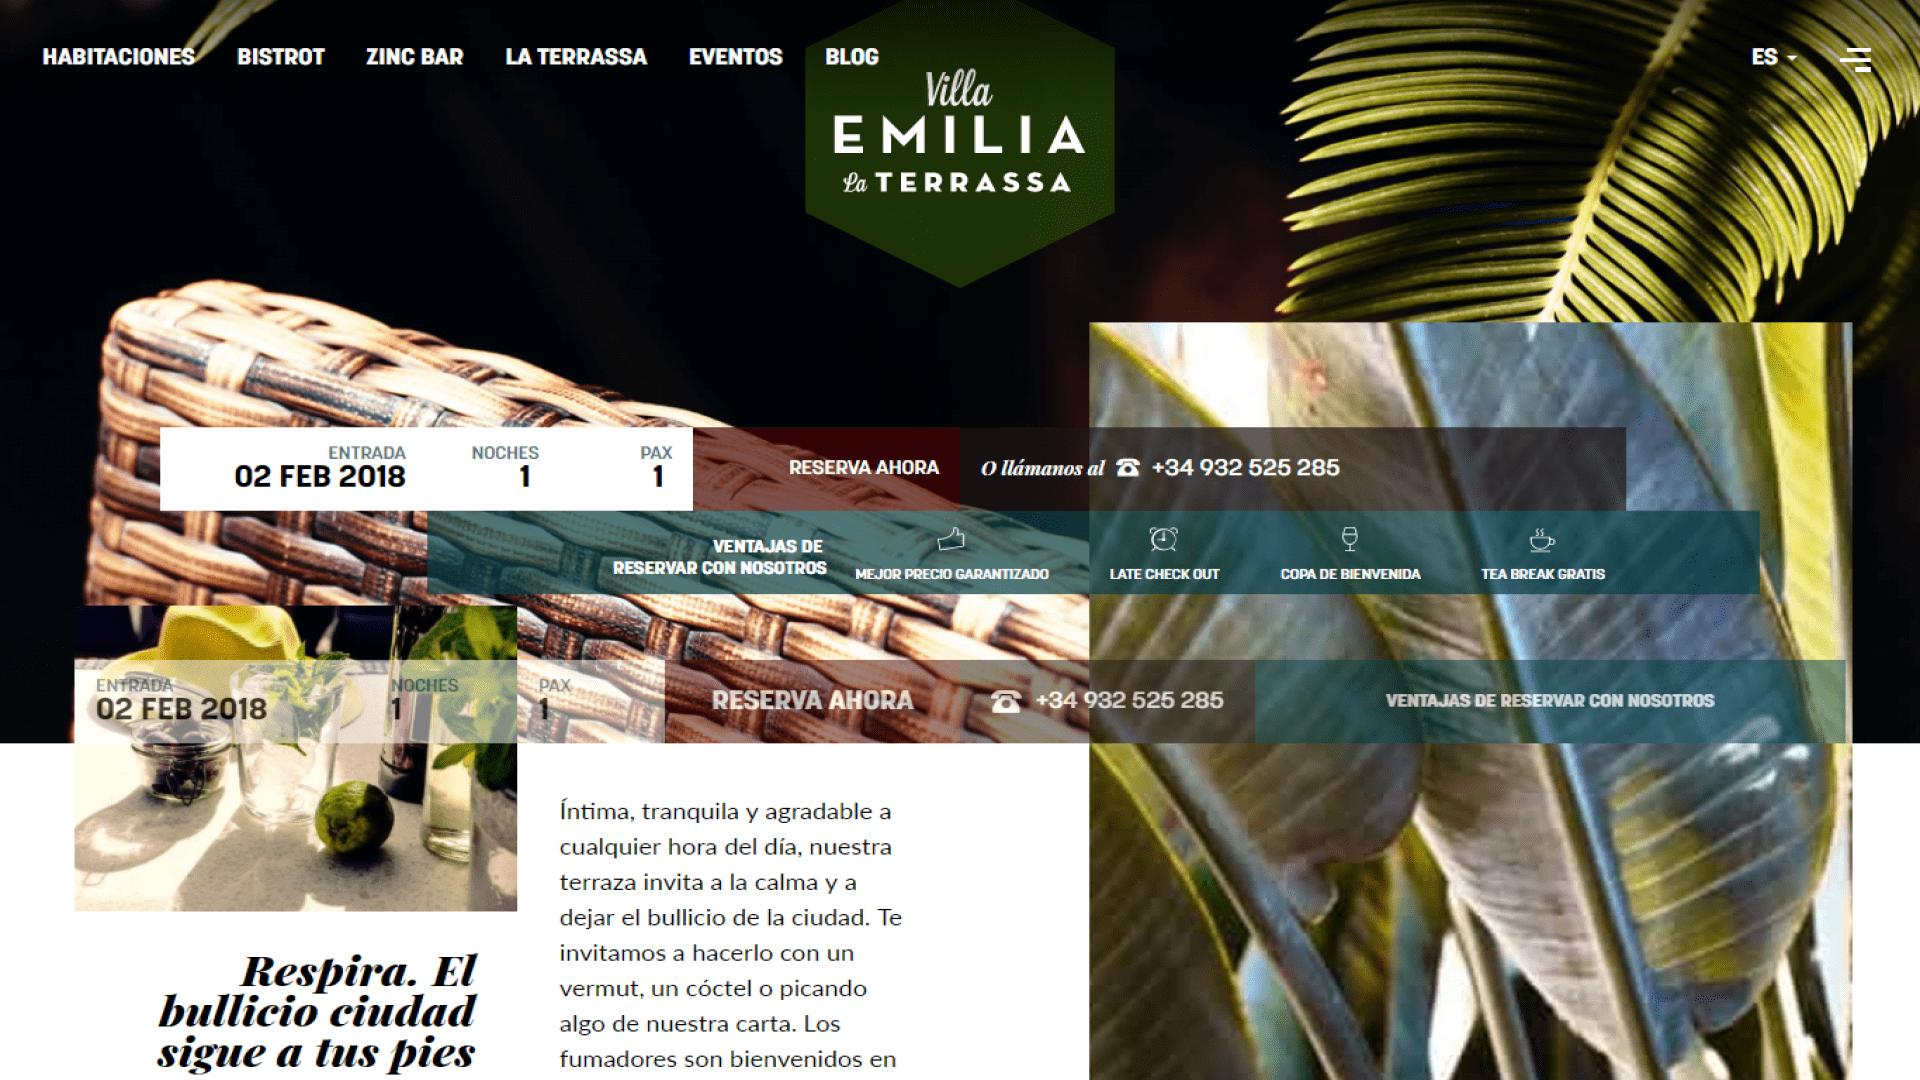 HABITACIONES BISTROT ZINC BAR LA TERRASSA EVENTOS BLOG ES
Villa
EMILIA
La TERRASSA
ENTRADA NOCHES PAX
02 FEB 2018 1 1
RESERVA AHORA
O llámanos al +34 932 525 285
VENTAJAS DE
RESERVAR CON NOSOTROS
MEJOR PRECIO GARANTIZADO
LATE CHECK OUT
COPA DE BIENVENIDA
TEA BREAK GRATIS
ENTRADA NOCHES PAX
02 FEB 2018 1 1
RESERVA AHORA
+34 932 525 285
VENTAJAS DE RESERVAR CON NOSOTROS
Respira. El
bullicio ciudad
sigue a tus pies
Íntima, tranquila y agradable a
cualquier hora del día, nuestra
terraza invita a la calma y a
dejar el bullicio de la ciudad. Te
invitamos a hacerlo con un
vermut, un cóctel o picando
algo de nuestra carta. Los
fumadores son bienvenidos en